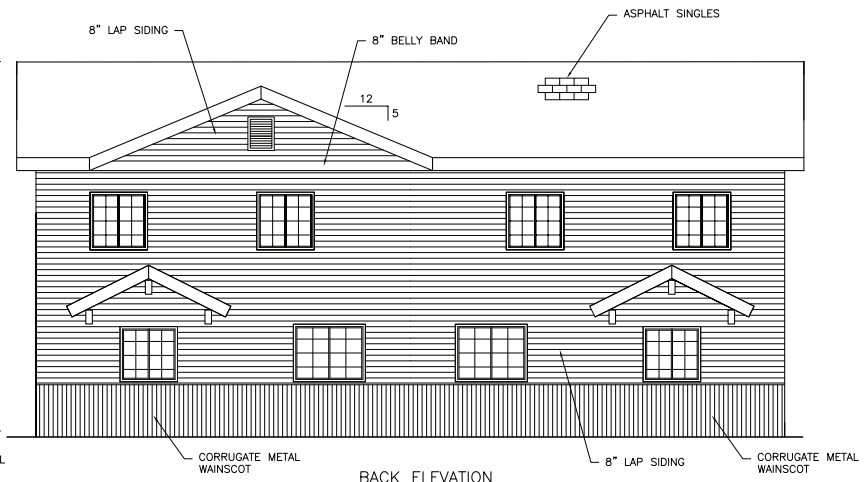 ASPHALT SINGLES
8" LAP SIDING
8" BELLY BAND
12
5
CORRUGATE METAL
WAINSCOT
8" LAP SIDING
CORRUGATE METAL
WAINSCOT
BACK ELEVATION